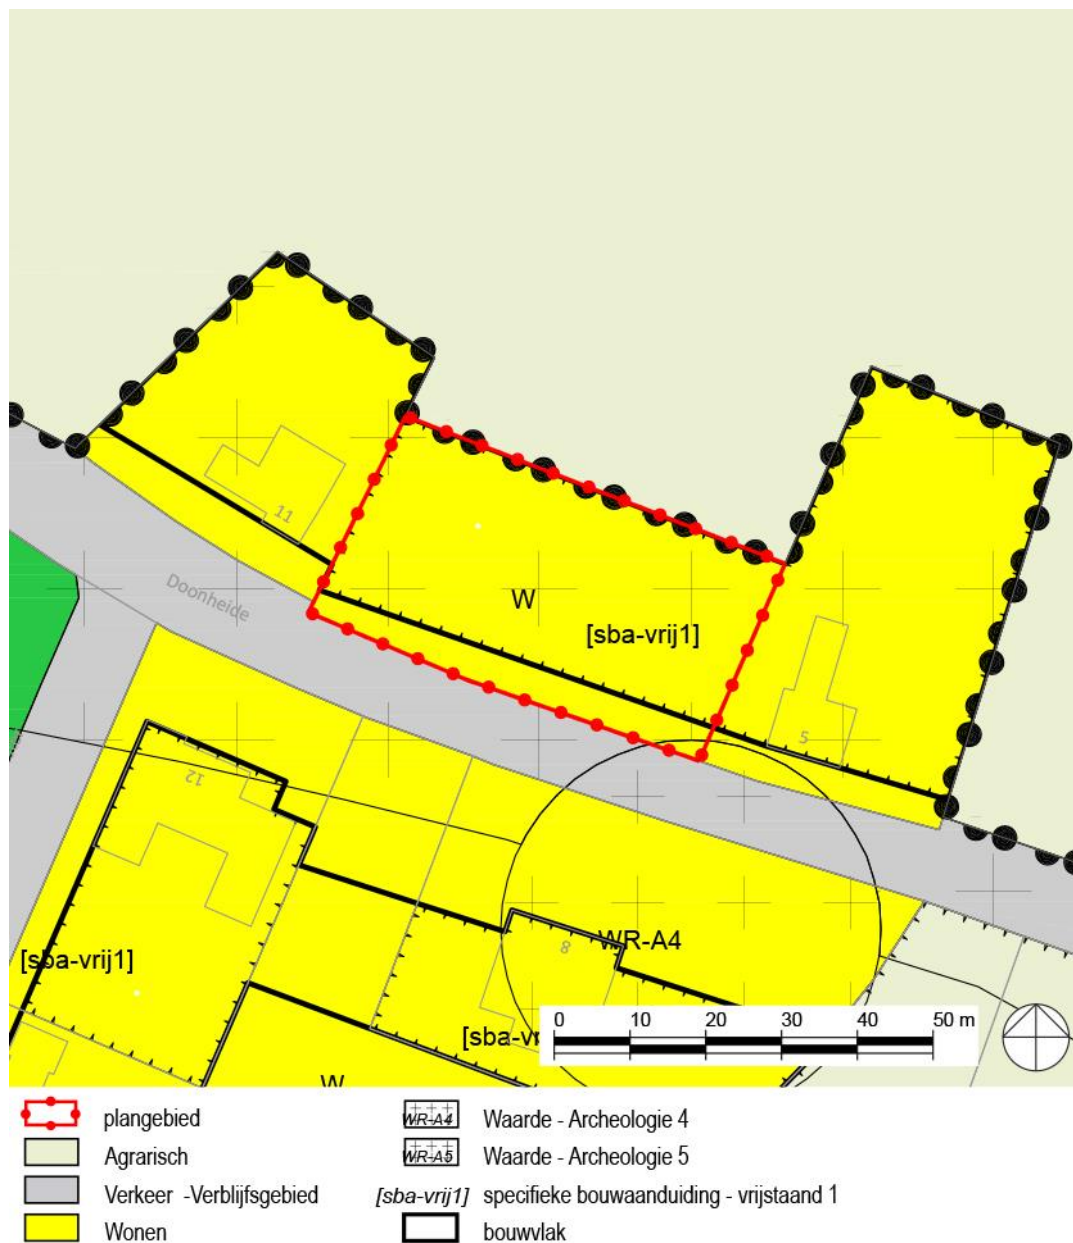 11
Doonheide
W
[sba-vrij1]
5
12
8
WR-A4
[sba-vrij1]
[sba-vr
W
0 10 20 30 40 50 m
plangebied
Agrarisch
Verkeer -Verblijfsgebied
Wonen
WR-A4 Waarde - Archeologie 4
WR-A5 Waarde - Archeologie 5
[sba-vrij1] specifieke bouwaanduiding - vrijstaand 1
bouwvlak